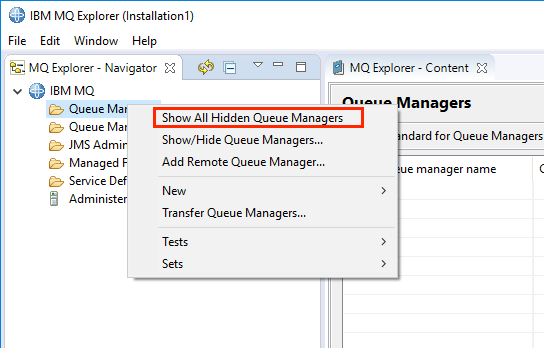 IBM MQ Explorer (Installation1)
File Edit Window Help
MQ Explorer - Navigator
MQ Explorer - Content
IBM MQ
Queue Ma
Queue Mar
JMS Admin
Managed F
Service Def
Administer
Show All Hidden Queue Managers
Show/Hide Queue Managers...
Add Remote Queue Manager...
New
Transfer Queue Managers...
Tests
Sets
Queue Managers
tandard for Queue Managers
ueue manager name